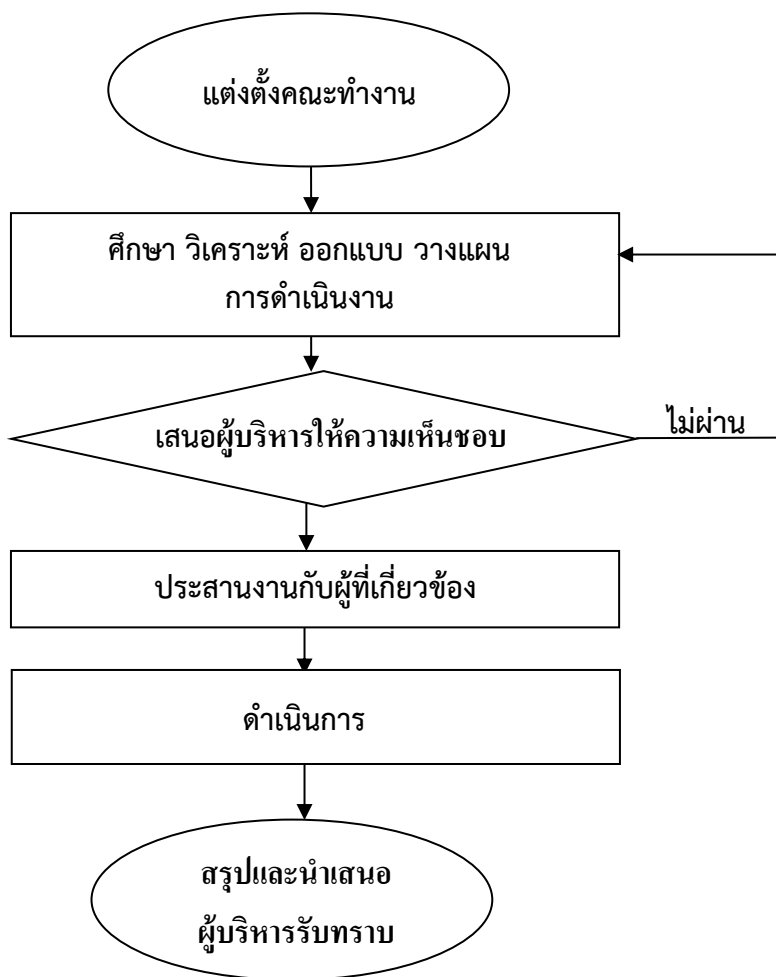 แต่งตั้งคณะทำงาน
ศึกษา วิเคราะห์ ออกแบบ วางแผน
การดำเนินงาน
เสนอผู้บริหารให้ความเห็นชอบ
ไม่ผ่าน
ประสานงานกับผู้ที่เกี่ยวข้อง
ดำเนินการ
สรุปและนำเสนอ
ผู้บริหารรับทราบ